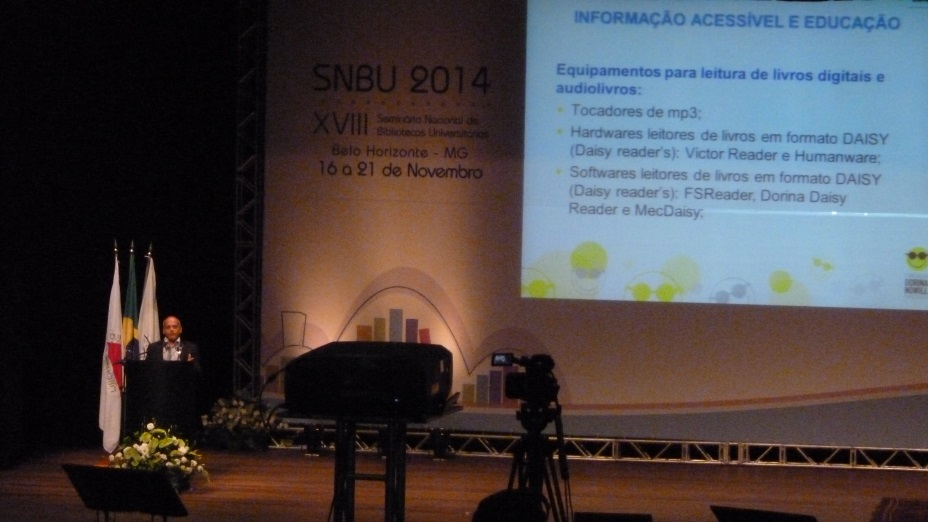 SNBU 2014
XVIII Seminário Nacional de
Bibliotecas Universitárias
Belo Horizonte - MG
16 a 21 de Novembro
INFORMAÇÃO ACESSÍVEL E EDUCAÇÃO
Equipamentos para leitura de livros digitais e
audiolivros:
Tocadores de mp3;
Hardwares leitores de livros em formato DAISY
(Daisy reader's): Victor Reader e Humanware;
Softwares leitores de livros em formato DAISY
(Daisy reader's): FSReader, Dorina Daisy
Reader e MecDaisy;